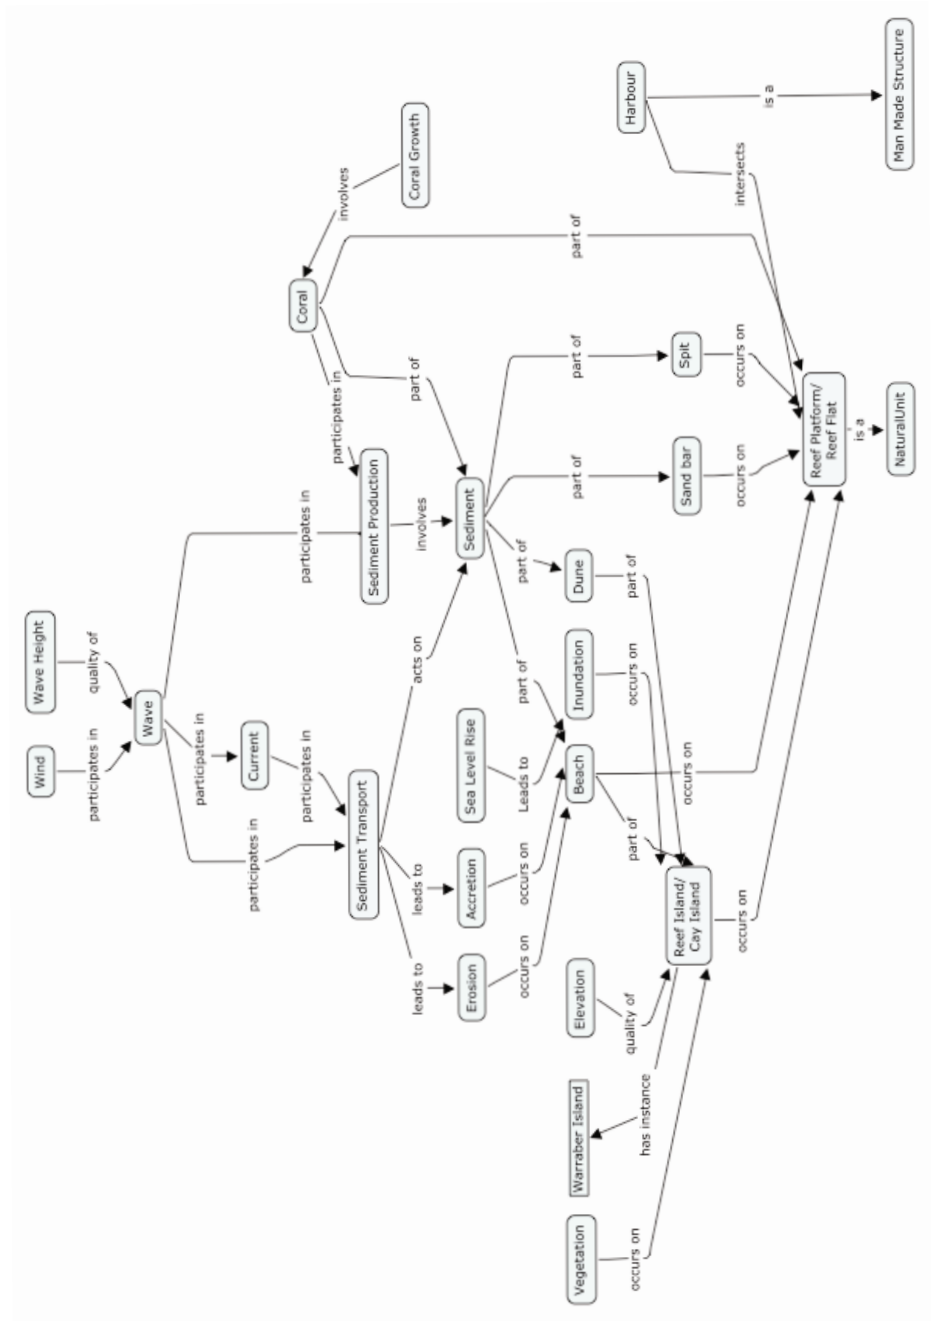 Wind
Wave Height
participates in
quality of
Wave
participates in
participates in
participates in
Current
participates in
Sediment Transport
Coral Growth
involves
Coral
participates in
part of
part of
Sediment Production
involves
acts on
leads to
leads to
Erosion
Accretion
Sea Level Rise
Sediment
occurs on
occurs on
Leads to
part of
part of
part of
part of
Vegetation
Warraber Island
Elevation
Beach
Inundation
Dune
occurs on
has instance
quality of
part of
occurs on
occurs on
part of
Sand bar
Spit
Harbour
Reef Island/
Cay Island
occurs on
occurs on
occurs on
intersects
is a
Reef Platform/
Reef Flat
is a
NaturalUnit
Man Made Structure